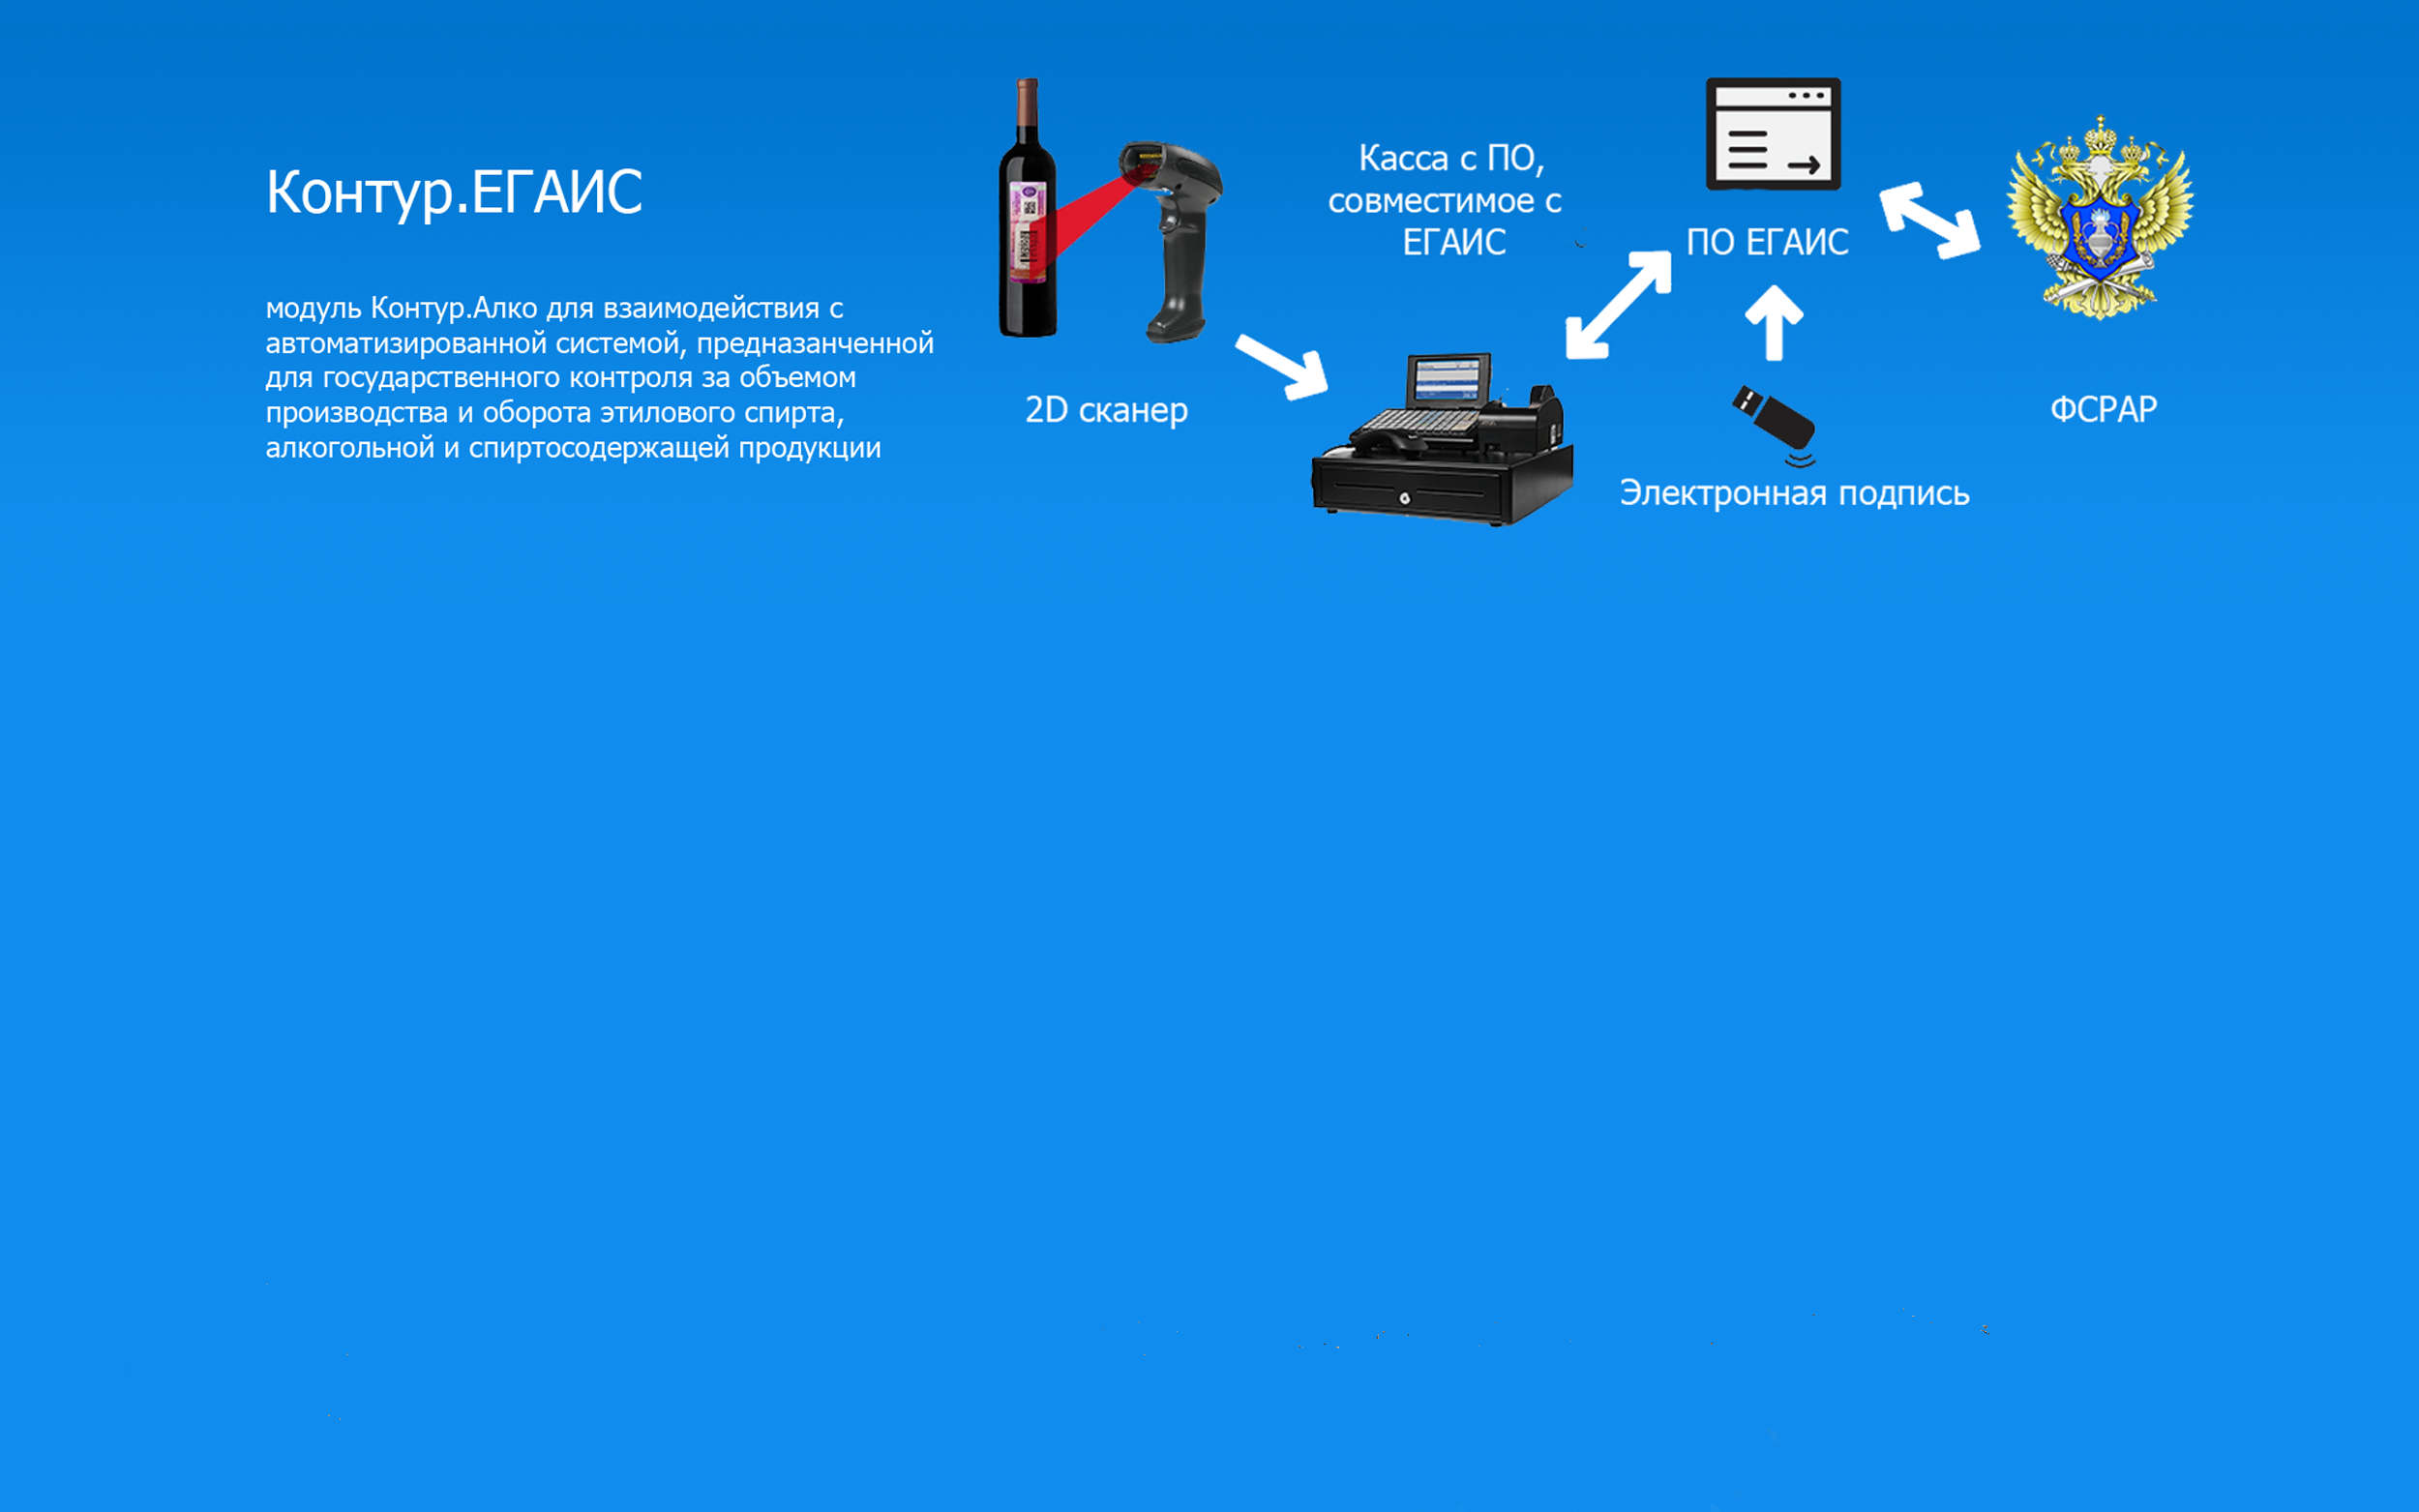 Контур.ЕГАИС
модуль Контур.Алко для взаимодействия с
автоматизированной системой, предназанченной
для государственного контроля за объемом
производства и оборота этилового спирта,
алкогольной и спиртосодержащей продукции
2D сканер
Касса с ПО,
совместимое с
ЕГАИС
ПО ЕГАИС
Электронная подпись
ФСРАР